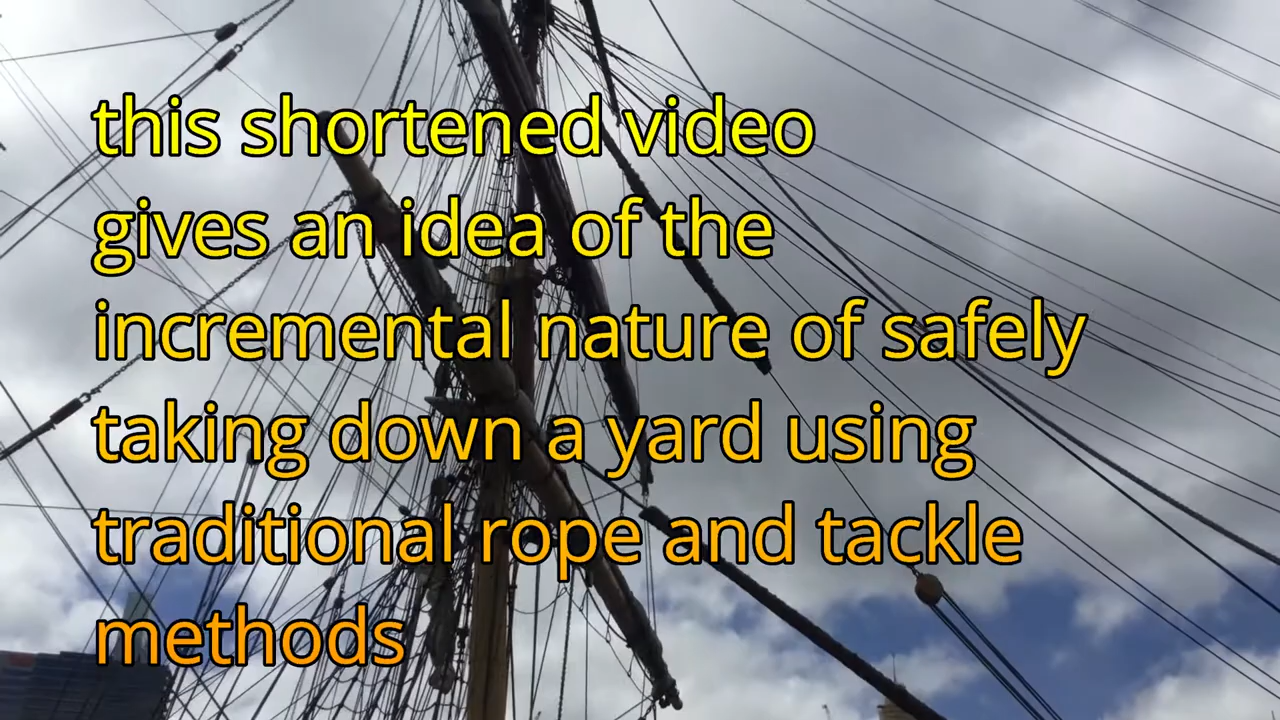 this shortened video
gives an idea of the
incremental nature of safely
taking down a yard using
traditional rope and tackle
methods